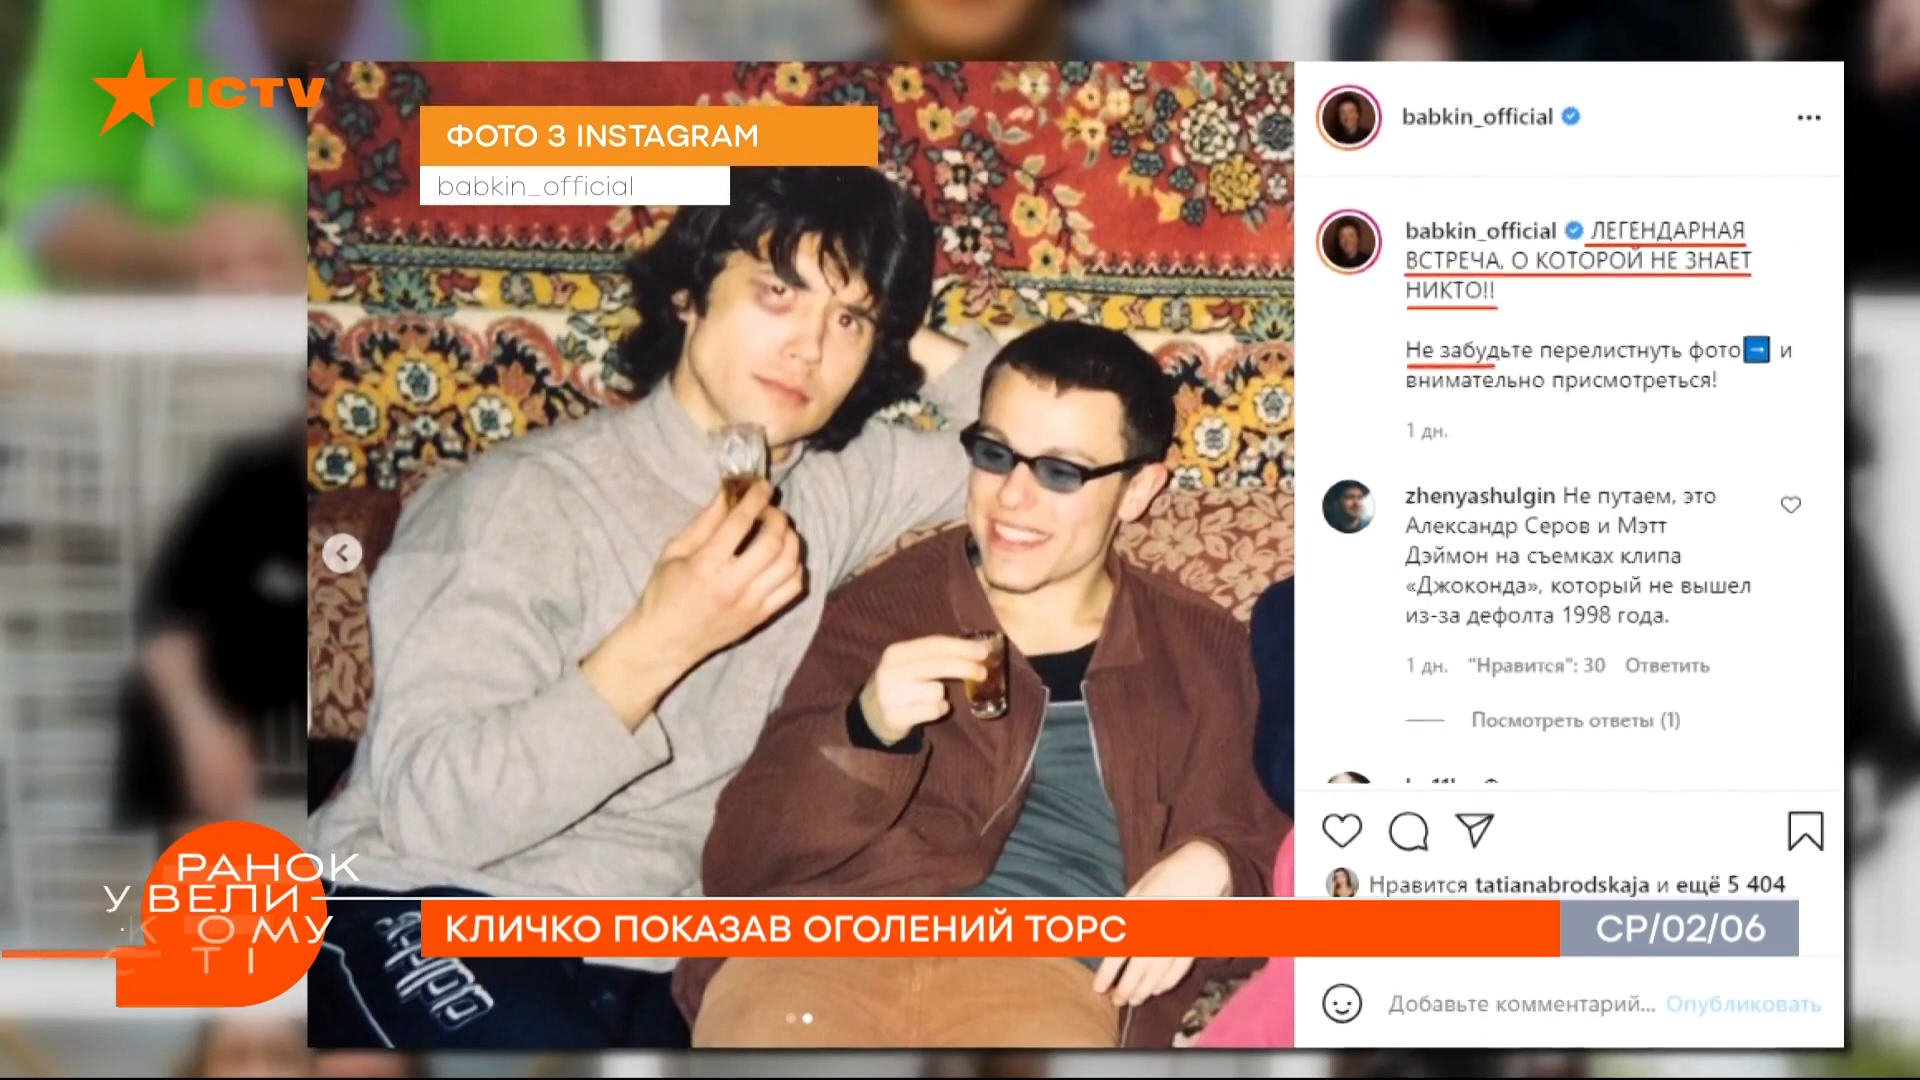 ICTV
ФОТО З INSTAGRAM
babkin_official
babkin_official
babkin_official ЛЕГЕНДАРНАЯ
ВСТРЕЧА, О КОТОРОЙ НЕ ЗНАЕТ
НИКТО!!
Не забудьте перелистнуть фото➡️ и
внимательно присмотреться!
1 дн.
zhenyashulgin Не путаем, это
Александр Серов и Мэтт
Дэймон на съемках клипа
«Джоконда», который не вышел
из-за дефолта 1998 года.
1 дн. "Нравится": 30 Ответить
Посмотреть ответы (1)
Нравится tatianabrodskaja и ещё 5 404
Добавьте комментарий... Опубликовать
РАНОК
У ВЕЛИ
КОМУ
СТІ
КЛИЧКО ПОКАЗАВ ОГОЛЕНИЙ ТОРС
СР/02/06